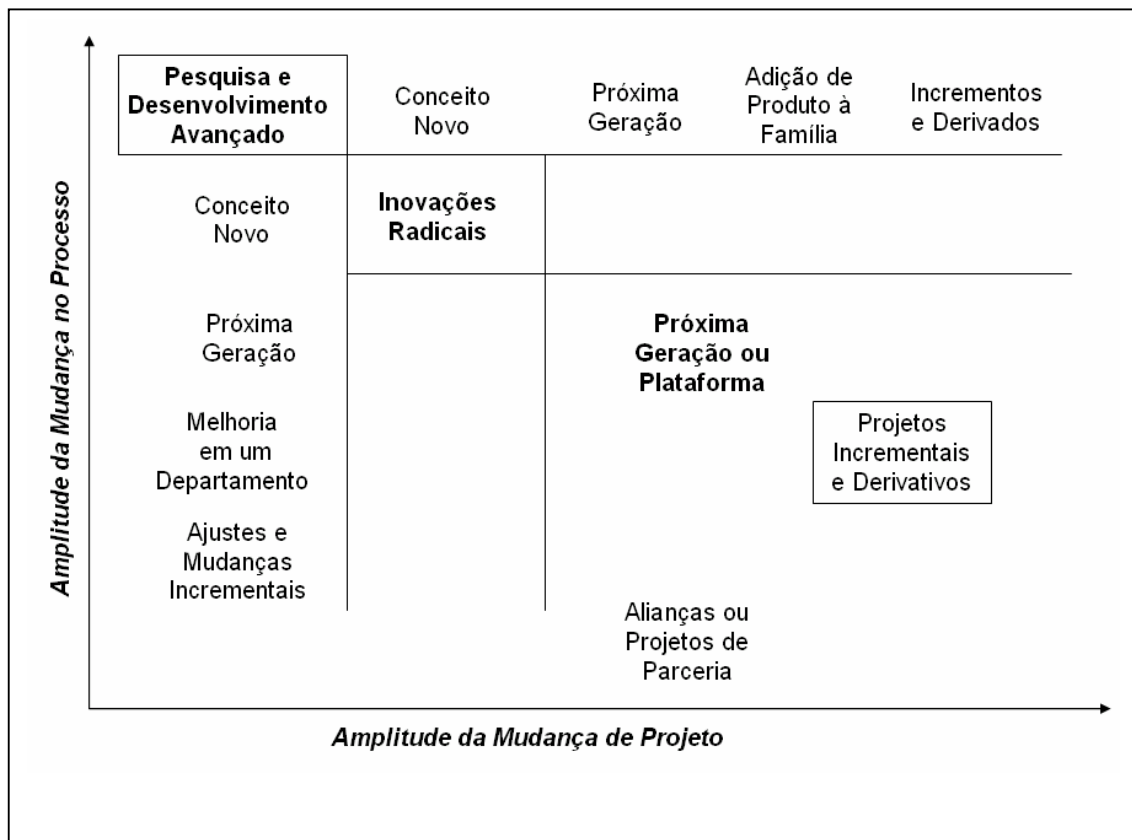 Pesquisa e
Desenvolvimento
Avançado
Conceito
Novo
Próxima
Geração
Adição de
Produto à
Família
Incrementos
e Derivados
Conceito
Novo
Inovações
Radicais
Próxima
Geração
Próxima
Geração ou
Plataforma
Melhoria
em um
Departamento
Projetos
Incrementais
e Derivativos
Ajustes e
Mudanças
Incrementais
Alianças ou
Projetos de
Parceria
Amplitude da Mudança no Processo
Amplitude da Mudança de Projeto